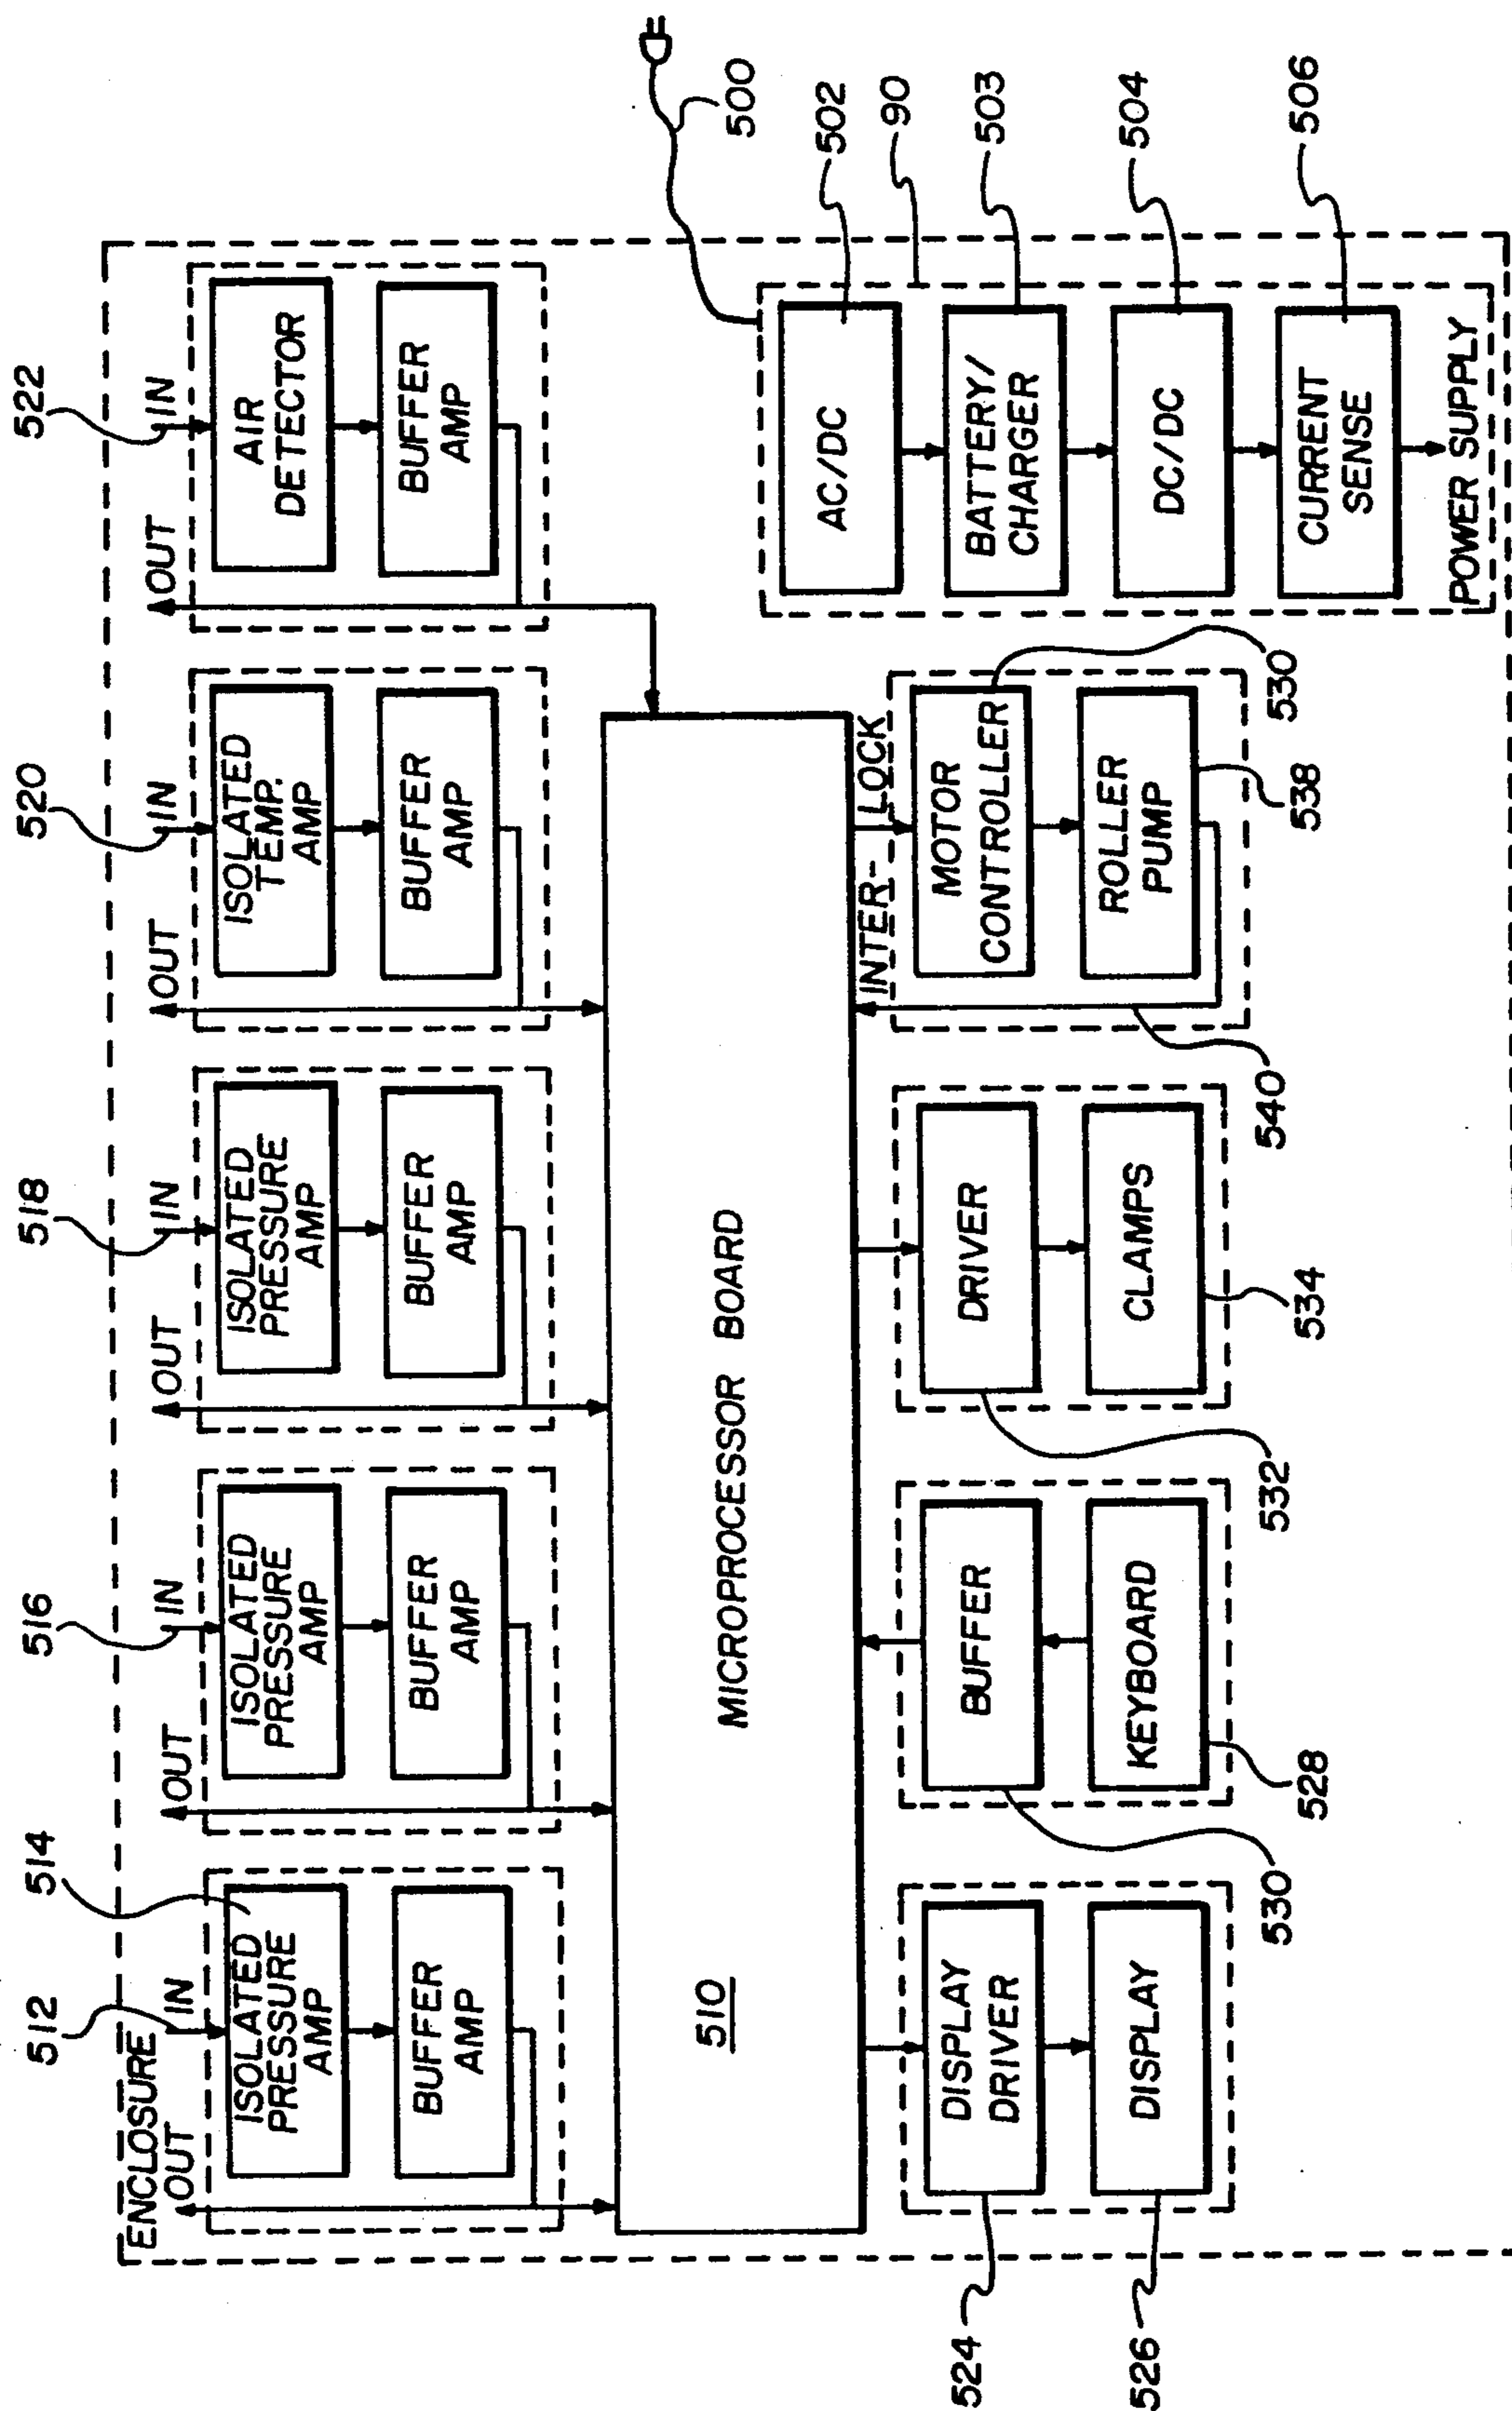 512
514
516
518
520
522
ENCLOSURE
OUT
IN
OUT
IN
OUT
IN
OUT
IN
OUT
IN
ISOLATED
PRESSURE
AMP
ISOLATED
PRESSURE
AMP
ISOLATED
PRESSURE
AMP
ISOLATED
TEMP.
AMP
AIR
DETECTOR
BUFFER
AMP
BUFFER
AMP
BUFFER
AMP
BUFFER
AMP
BUFFER
AMP
510
MICROPROCESSOR BOARD
500
INTER-LOCK
524
DISPLAY
DRIVER
BUFFER
DRIVER
MOTOR
CONTROLLER
AC/DC
502
90
BATTERY/
CHARGER
503
526
DISPLAY
KEYBOARD
CLAMPS
ROLLER
PUMP
DC/DC
504
CURRENT
SENSE
506
POWER SUPPLY
530
528
532
534
540
538
530